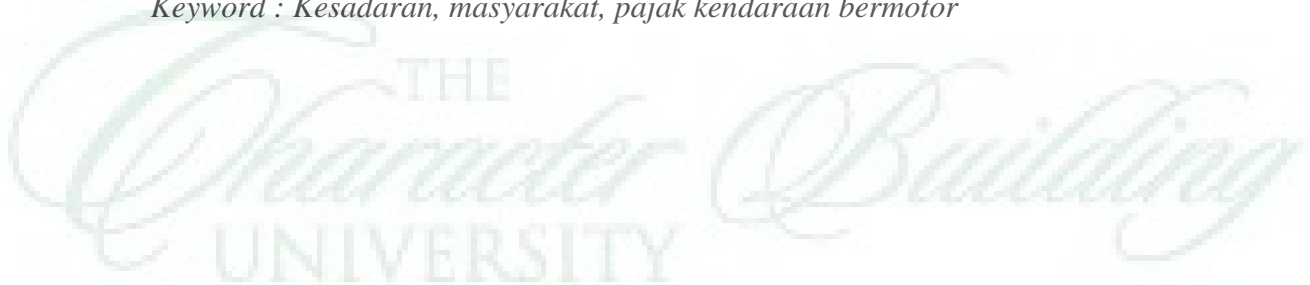 Keyword : Kesadaran, masyarakat, pajak kendaraan bermotor
THE
Character Building
UNIVERSITY